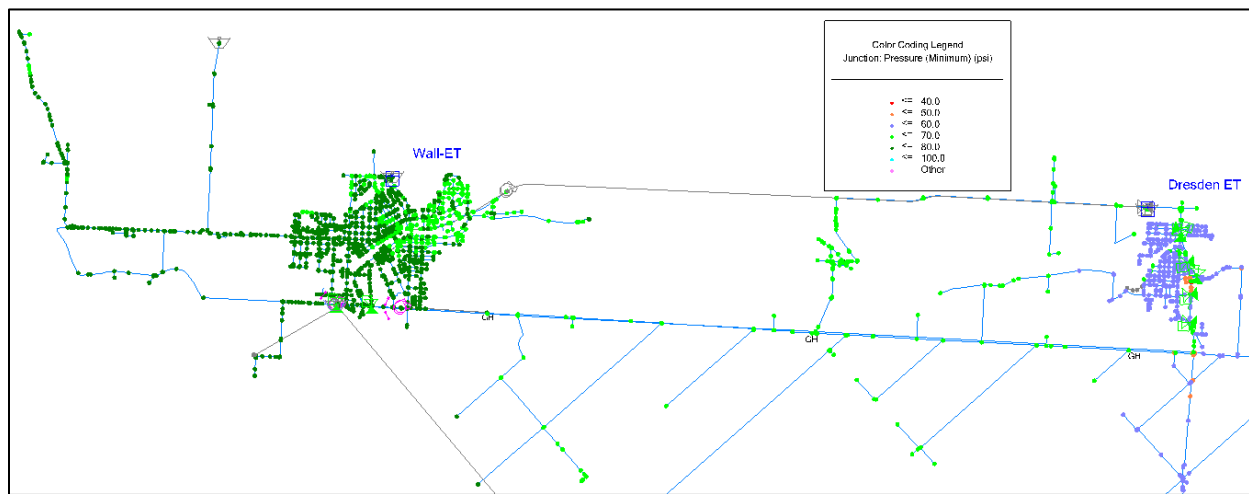 Color Coding Legend
Junction: Pressure (Minimum) (psi)
<= 40.0
<= 50.0
<= 60.0
<= 70.0
<= 80.0
<= 100.0
Other
Wall-ET
Dresden ET
GH
GH
GH